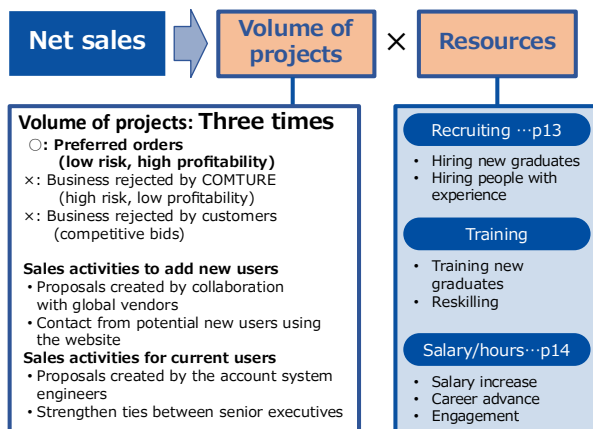 Net sales
Volume of
projects
×
Resources
Volume of projects: Three times
○: Preferred orders
(low risk, high profitability)
×: Business rejected by COMTURE
(high risk, low profitability)
×: Business rejected by customers
(competitive bids)
Sales activities to add new users
• Proposals created by collaboration
with global vendors
• Contact from potential new users using
the website
Sales activities for current users
• Proposals created by the account system
engineers
• Strengthen ties between senior executives
Recruiting …p13
• Hiring new graduates
• Hiring people with
experience
Training
• Training new
graduates
• Reskilling
Salary/hours…p14
• Salary increase
• Career advance
• Engagement